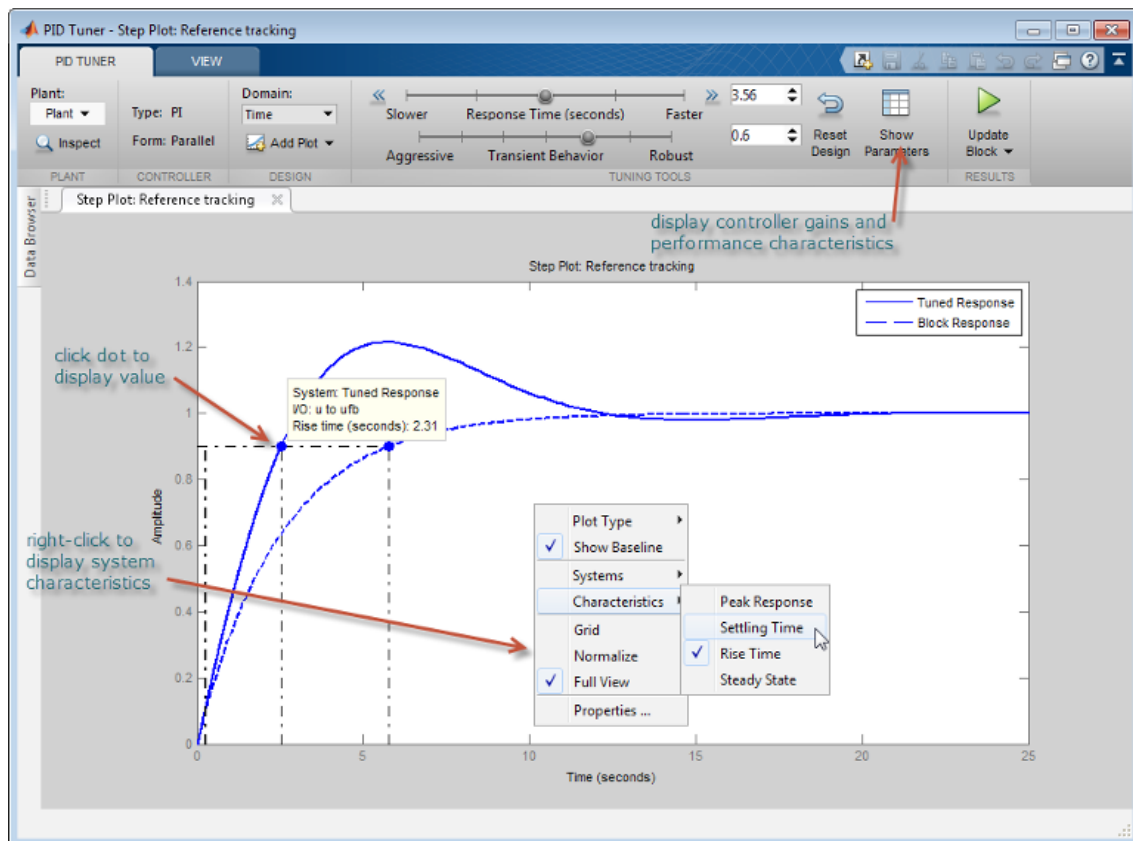 PID Tuner - Step Plot: Reference tracking
PID TUNER
VIEW
Plant:
Plant
Inspect
PLANT
Type: PI
Form: Parallel
CONTROLLER
Domain:
Time
Add Plot
DESIGN
Slower Response Time (seconds) Faster
3.56
Aggressive Transient Behavior Robust
0.6
Reset
Design
Show
Parameters
TUNING TOOLS
Update
Block
RESULTS
Data Browser
Step Plot: Reference tracking
display controller gains and
performance characteristics
Step Plot: Reference tracking
Tuned Response
Block Response
click dot to
display value
System: Tuned Response
I/O: u to ufb
Rise time (seconds): 2.31
right-click to
display system
characteristics
Amplitude
1.4
1.2
1
0.8
0.6
0.4
0.2
0
Plot Type
Show Baseline
Systems
Characteristics
Grid
Normalize
Full View
Properties ...
Peak Response
Settling Time
Rise Time
Steady State
0 5 10 15 20 25
Time (seconds)